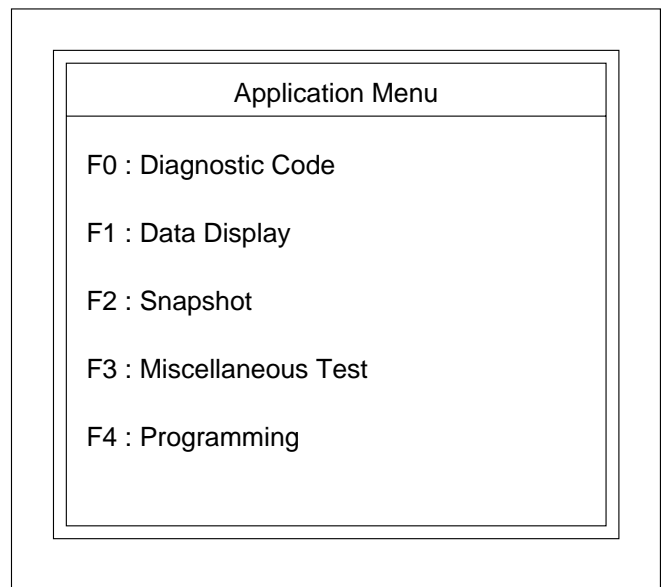 Application Menu
F0 : Diagnostic Code
F1 : Data Display
F2 : Snapshot
F3 : Miscellaneous Test
F4 : Programming